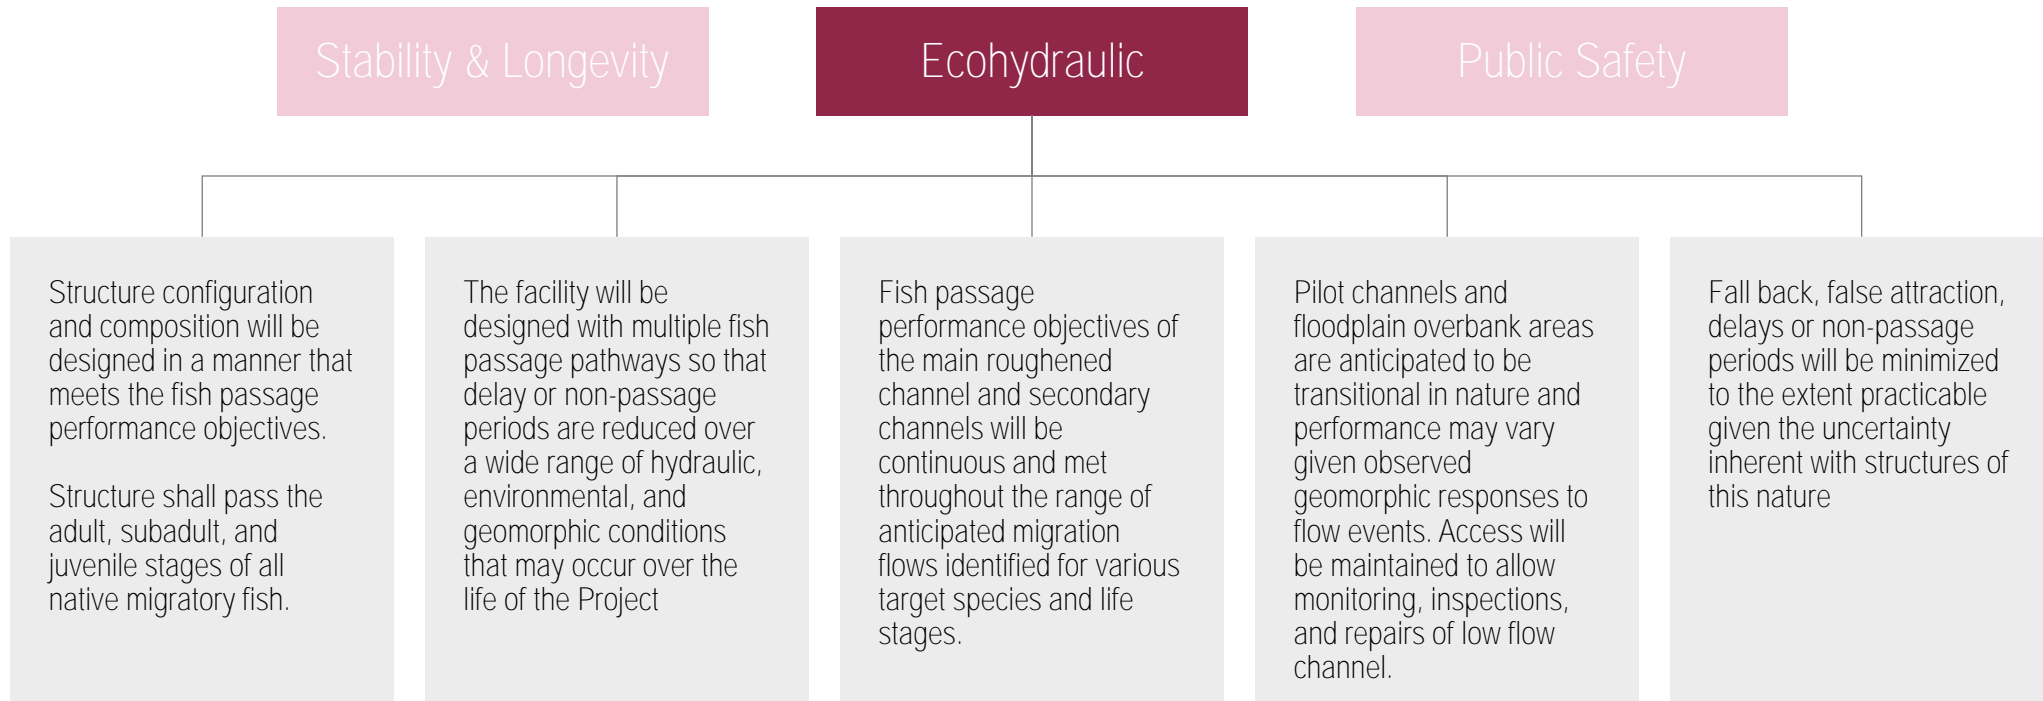 Stability & Longevity
Ecohydraulic
Public Safety
Structure configuration
and composition will be
designed in a manner that
meets the fish passage
performance objectives.
Structure shall pass the
adult, subadult, and
juvenile stages of all
native migratory fish.
The facility will be
designed with multiple fish
passage pathways so that
delay or non-passage
periods are reduced over
a wide range of hydraulic,
environmental, and
geomorphic conditions
that may occur over the
life of the Project
Fish passage
performance objectives of
the main roughened
channel and secondary
channels will be
continuous and met
throughout the range of
anticipated migration
flows identified for various
target species and life
stages.
Pilot channels and
floodplain overbank areas
are anticipated to be
transitional in nature and
performance may vary
given observed
geomorphic responses to
flow events. Access will
be maintained to allow
monitoring, inspections,
and repairs of low flow
channel.
Fall back, false attraction,
delays or non-passage
periods will be minimized
to the extent practicable
given the uncertainty
inherent with structures of
this nature